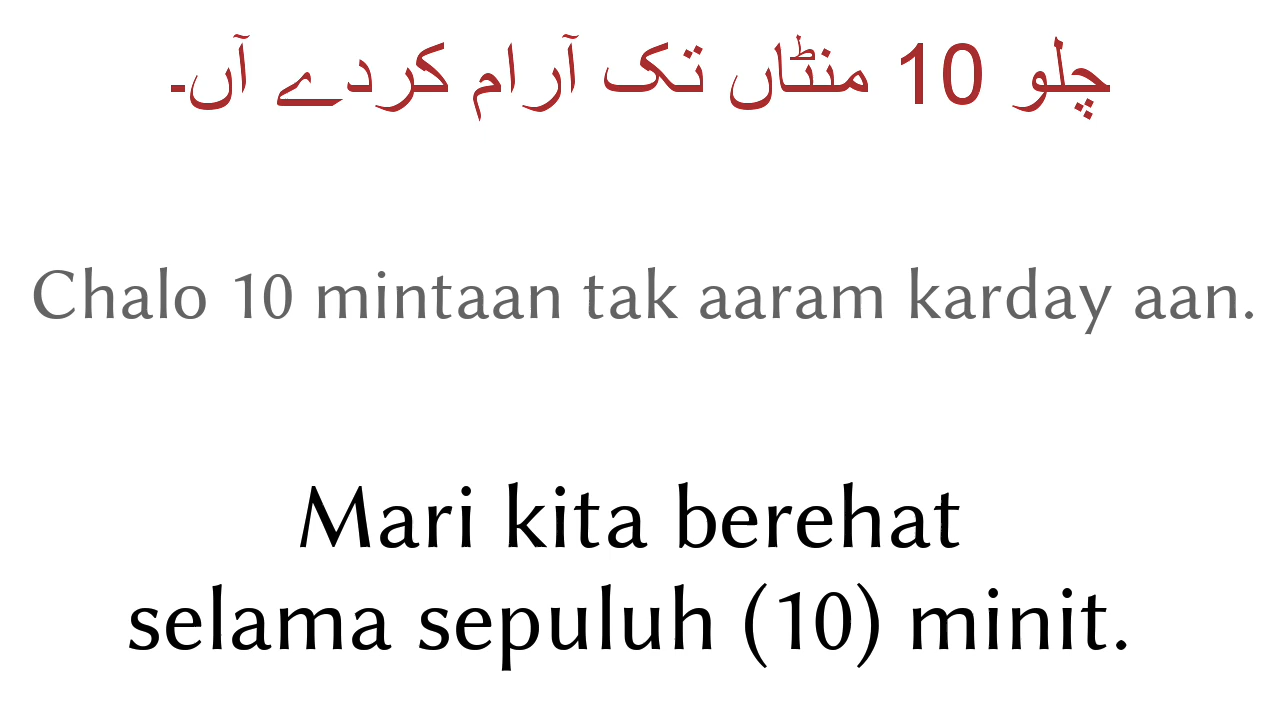 چلو 10 منٹاں تک آرام کردے آں۔
Chalo 10 mintaan tak aaram karday aan.
Mari kita berehat
selama sepuluh (10) minit.